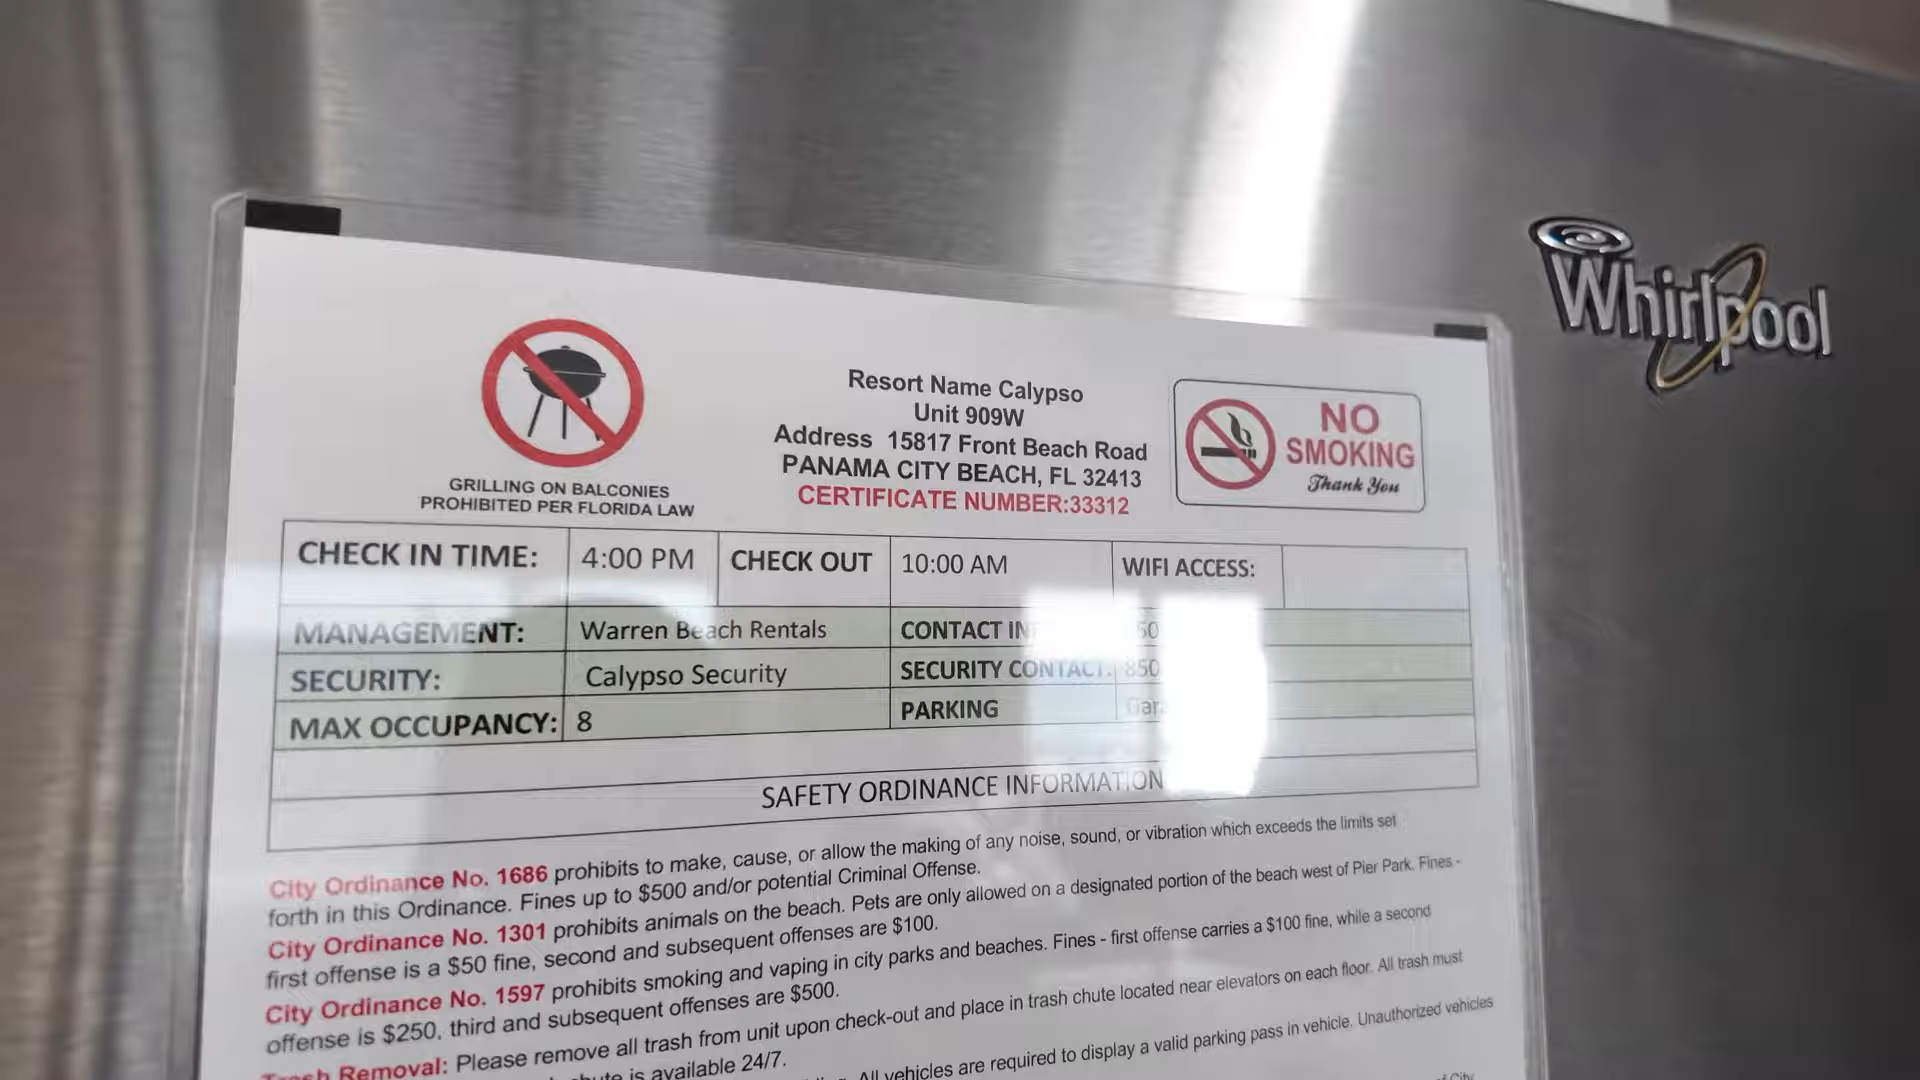 Whirlpool
GRILLING ON BALCONIES
PROHIBITED PER FLORIDA LAW
Resort Name Calypso
Unit 909W
Address 15817 Front Beach Road
PANAMA CITY BEACH, FL 32413
CERTIFICATE NUMBER:33312
NO
SMOKING
Thank You
CHECK IN TIME: 4:00 PM CHECK OUT 10:00 AM WIFI ACCESS:
MANAGEMENT: Warren Beach Rentals CONTACT
SECURITY: Calypso Security SECURITY CONTACT: 850
MAX OCCUPANCY: 8 PARKING
SAFETY ORDINANCE INFORMATION
City Ordinance No. 1686 prohibits to make, cause, or allow the making of any noise, sound, or vibration which exceeds the limits set
forth in this Ordinance. Fines up to $500 and/or potential Criminal Offense.
City Ordinance No. 1301 prohibits animals on the beach. Pets are only allowed on a designated portion of the beach west of Pier Park. Fines -
first offense is a $50 fine, second and subsequent offenses are $100.
City Ordinance No. 1597 prohibits smoking and vaping in city parks and beaches. Fines - first offense carries a $100 fine, while a second
offense is $250, third and subsequent offenses are $500.
Trash Removal: Please remove all trash from unit upon check-out and place in trash chute located near elevators on each floor. All trash must
chute is available 24/7.
All vehicles are required to display a valid parking pass in vehicle. Unauthorized vehicles
of City